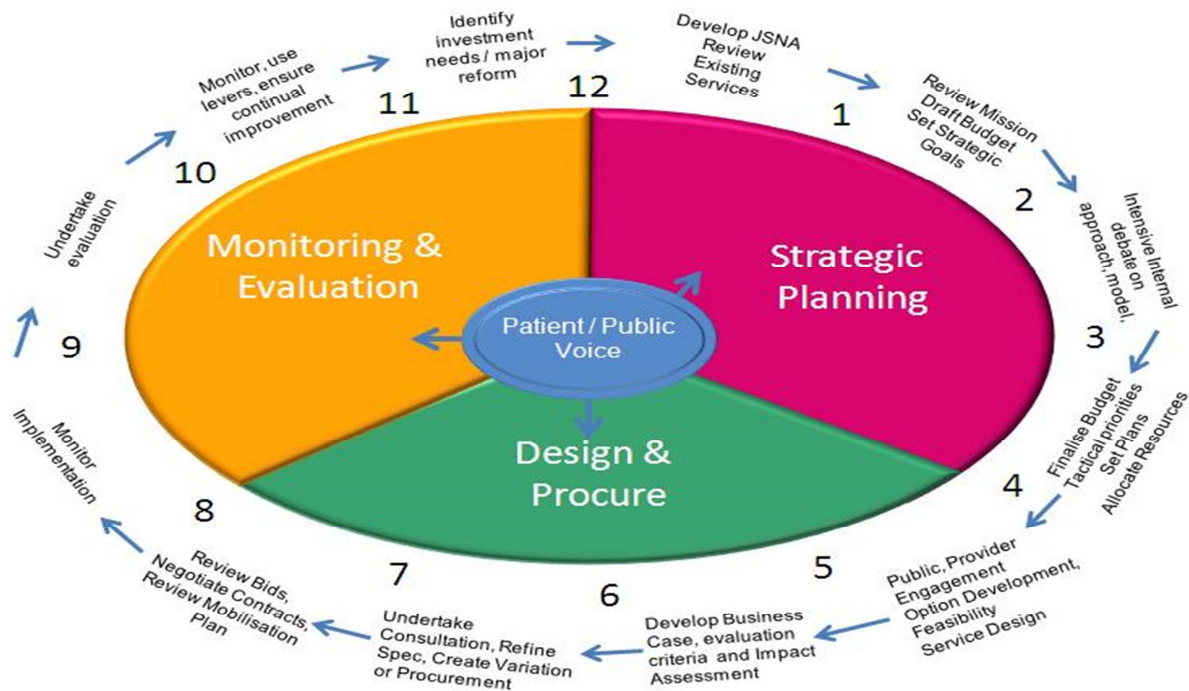 Identify
investment
needs / major
reform
12
Develop JSNA
Review
Existing
Services
1
Review Mission
Draft Budget
Set Strategic
Goals
2
Intensive Internal
debate on
approach, model,
3
Finalise Budget
Tactical priorities
Set Plans
Allocate Resources
4
Public, Provider
Engagement
Option Development,
Feasibility
Service Design
5
Develop Business
Case, evaluation
criteria and Impact
Assessment
6
Undertake
Consultation, Refine
Spec, Create Variation
or Procurement
7
Review Bids,
Negotiate Contracts,
Review Mobilisation
Plan
8
Monitor
Implementation
9
Undertake
evaluation
10
Monitor, use
levers, ensure
continual
improvement
11
Monitoring &
Evaluation
Strategic
Planning
Patient / Public
Voice
Design &
Procure